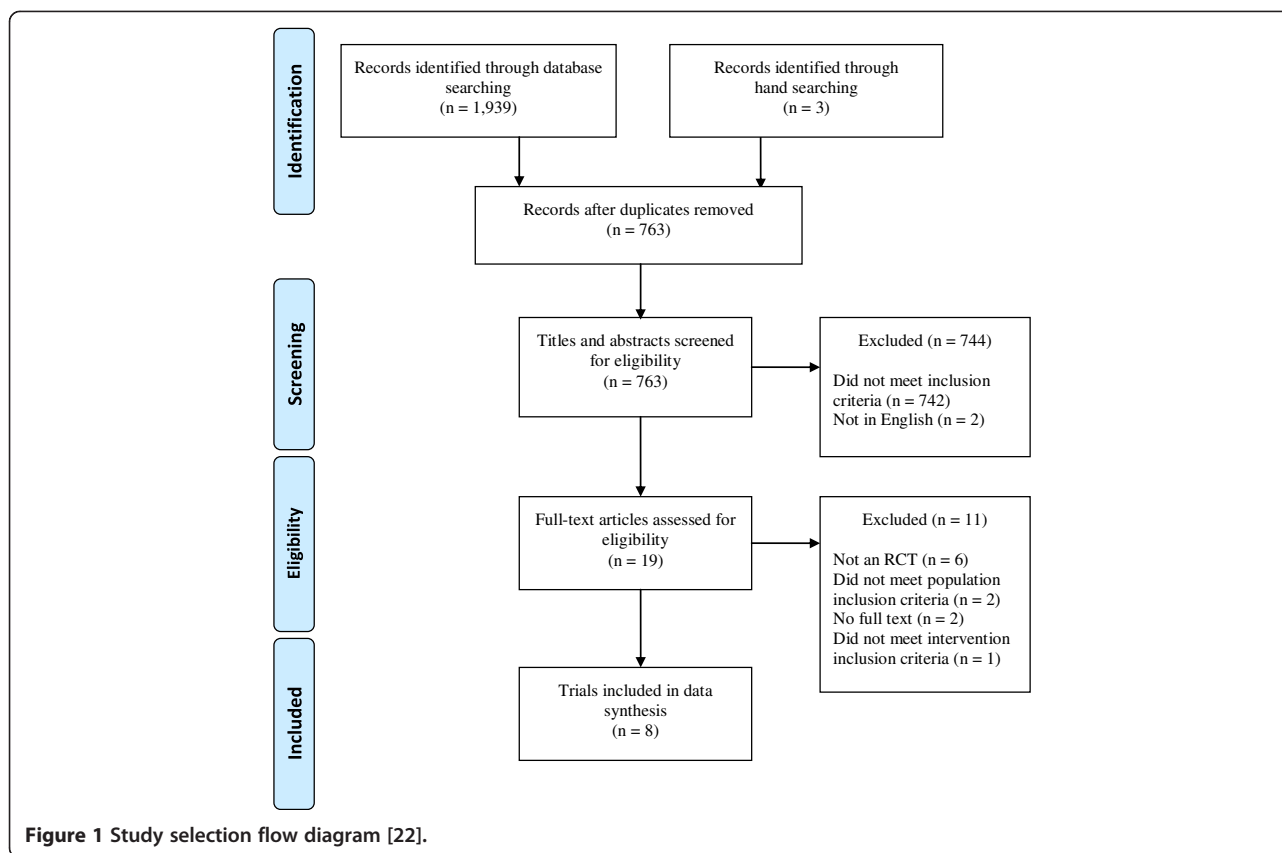 Identification
Records identified through database
searching
(n = 1,939)
Records identified through
hand searching
(n = 3)
Records after duplicates removed
(n = 763)
Screening
Titles and abstracts screened
for eligibility
(n = 763)
Excluded (n = 744)
Did not meet inclusion
criteria (n = 742)
Not in English (n = 2)
Eligibility
Full-text articles assessed for
eligibility
(n = 19)
Excluded (n = 11)
Not an RCT (n = 6)
Did not meet population
inclusion criteria (n = 2)
No full text (n = 2)
Did not meet intervention
inclusion criteria (n = 1)
Included
Trials included in data
synthesis
(n = 8)
Figure 1 Study selection flow diagram [22].